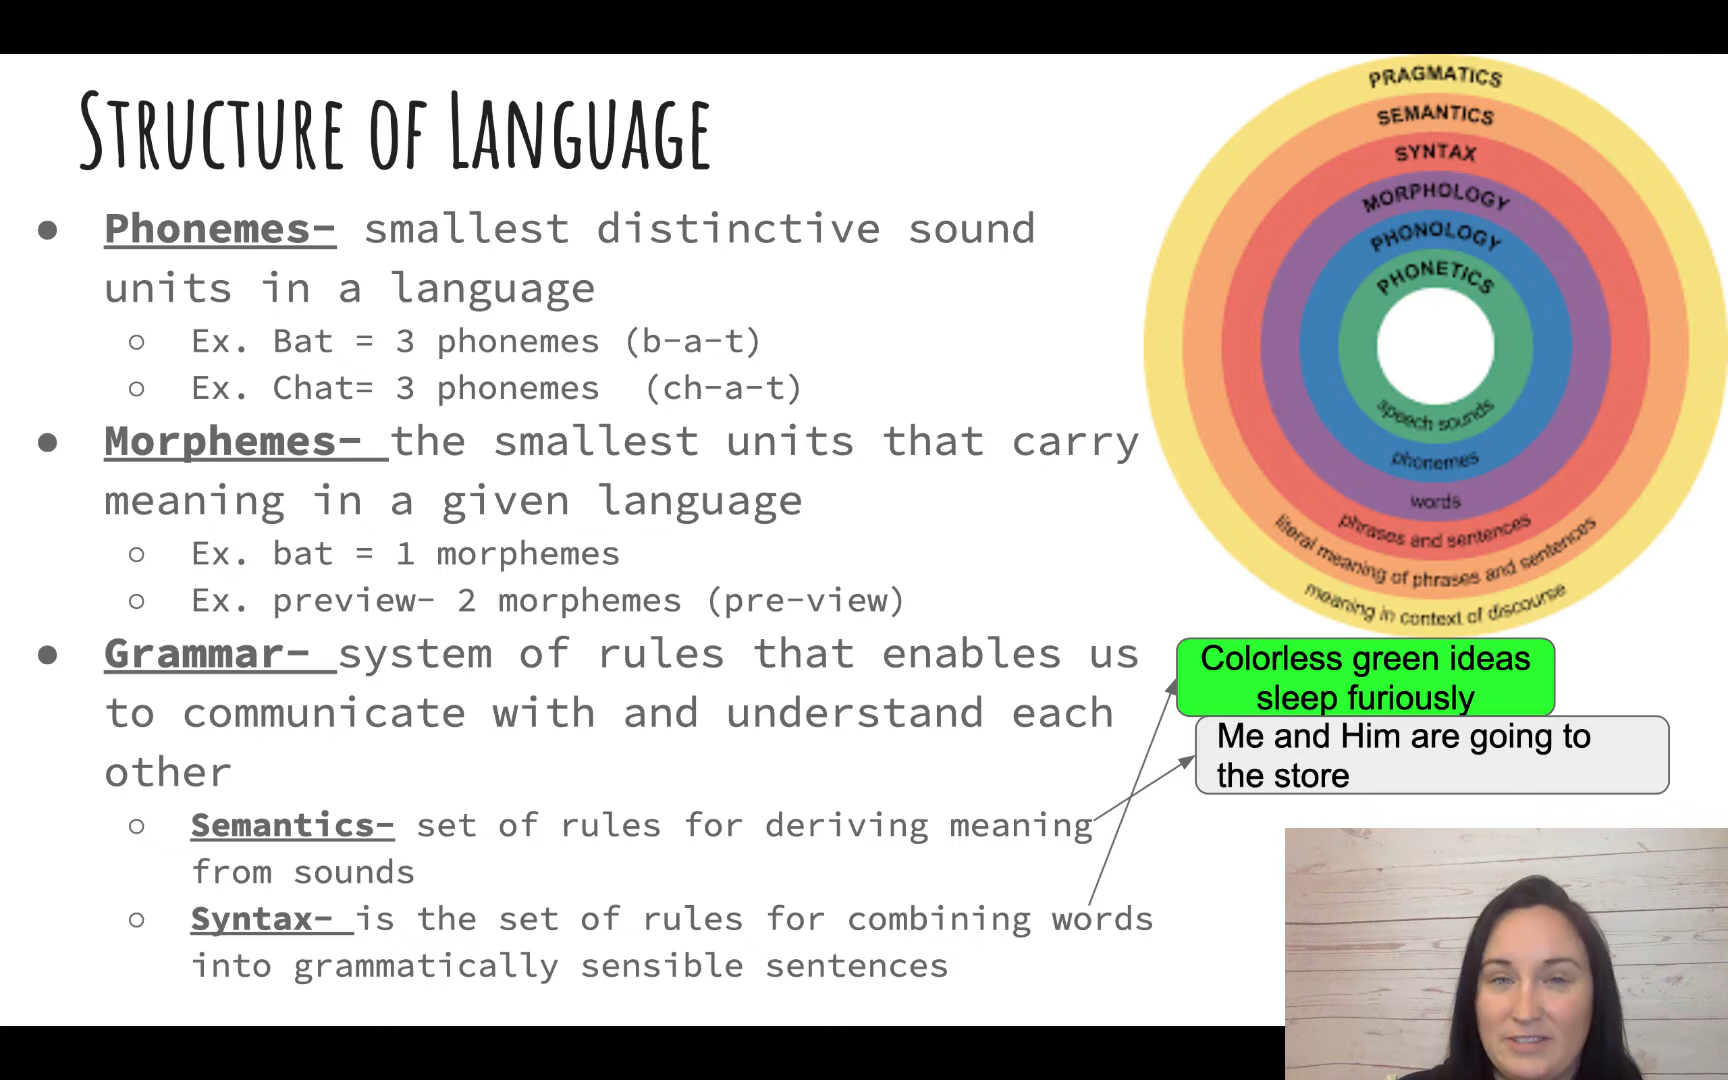 STRUCTURE OF LANGUAGE
● Phonemes- smallest distinctive sound
units in a language
○ Ex. Bat = 3 phonemes (b-a-t)
○ Ex. Chat= 3 phonemes (ch-a-t)
● Morphemes- the smallest units that carry
meaning in a given language
○ Ex. bat = 1 morphemes
○ Ex. preview- 2 morphemes (pre-view)
● Grammar- system of rules that enables us
to communicate with and understand each
other
○ Semantics- set of rules for deriving meaning
from sounds
○ Syntax- is the set of rules for combining words
into grammatically sensible sentences
PRAGMATICS
SEMANTICS
SYNTAX
MORPHOLOGY
PHONOLOGY
PHONETICS
speech sounds
phonemes
words
phrases and sentences
literal meaning of phrases and sentences
meaning in context of discourse
Colorless green ideas
sleep furiously
Me and Him are going to
the store